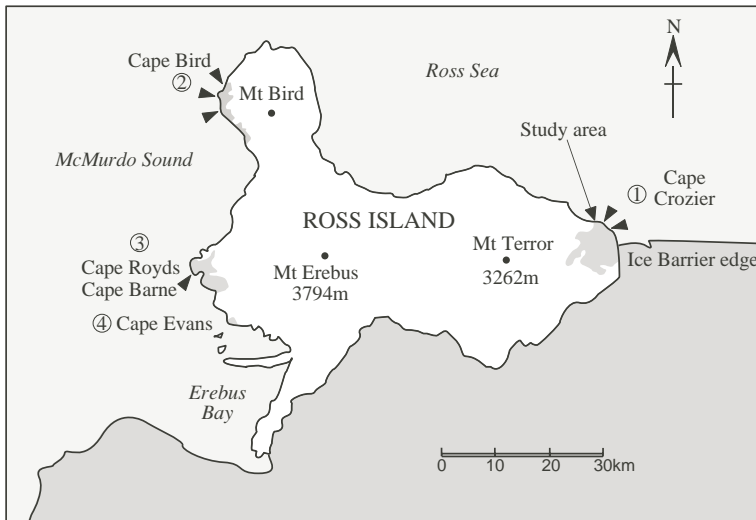 N
Cape Bird
②
Mt Bird
Ross Sea
Study area
McMurdo Sound
① Cape
Crozier
ROSS ISLAND
③
Cape Royds
Cape Barne
Mt Erebus
3794m
Mt Terror
3262m
Ice Barrier edge
④ Cape Evans
Erebus
Bay
0 10 20 30km